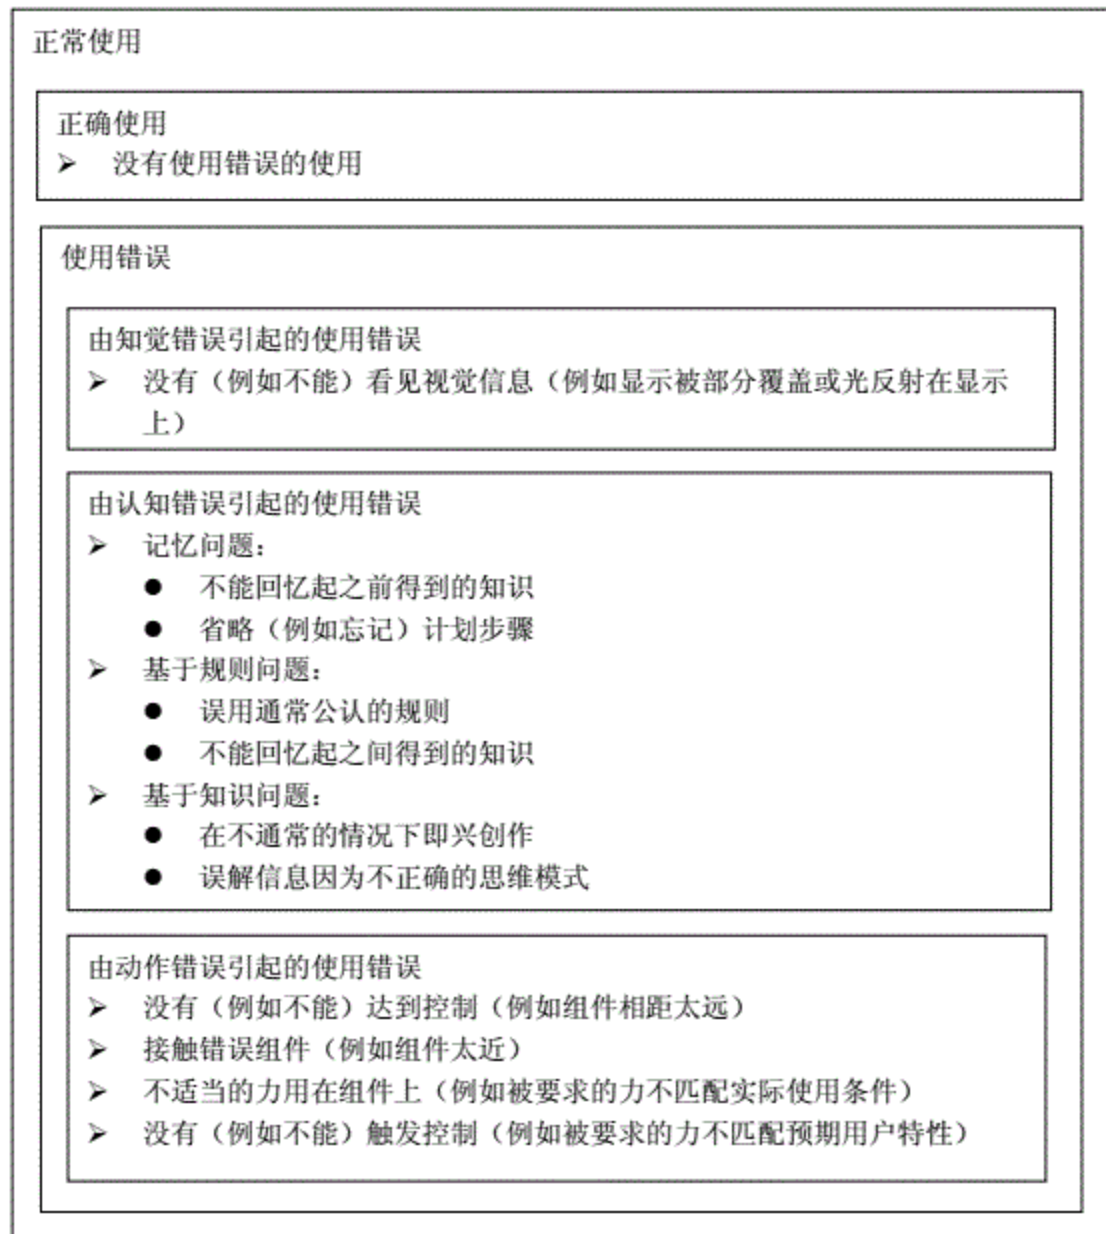 正常使用
正确使用
➢ 没有使用错误的使用
使用错误
由知觉错误引起的使用错误
➢ 没有（例如不能）看见视觉信息（例如显示被部分覆盖或光反射在显示
上）
由认知错误引起的使用错误
➢ 记忆问题：
● 不能回忆起之前得到的知识
● 省略（例如忘记）计划步骤
➢ 基于规则问题：
● 误用通常公认的规则
● 不能回忆起之间得到的知识
➢ 基于知识问题：
● 在不通常的情况下即兴创作
● 误解信息因为不正确的思维模式
由动作错误引起的使用错误
➢ 没有（例如不能）达到控制（例如组件相距太远）
➢ 接触错误组件（例如组件太近）
➢ 不适当的力用在组件上（例如被要求的力不匹配实际使用条件）
➢ 没有（例如不能）触发控制（例如被要求的力不匹配预期用户特性）